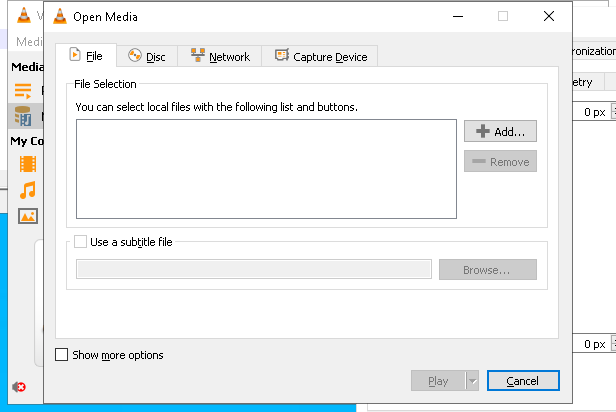 Open Media
Medi
ronization
File
Disc
Network
Capture Device
Media
File Selection
etry
You can select local files with the following list and buttons.
0 px
Add...
My Co
Remove
Use a subtitle file
Browse...
0 px
Show more options
Play
Cancel